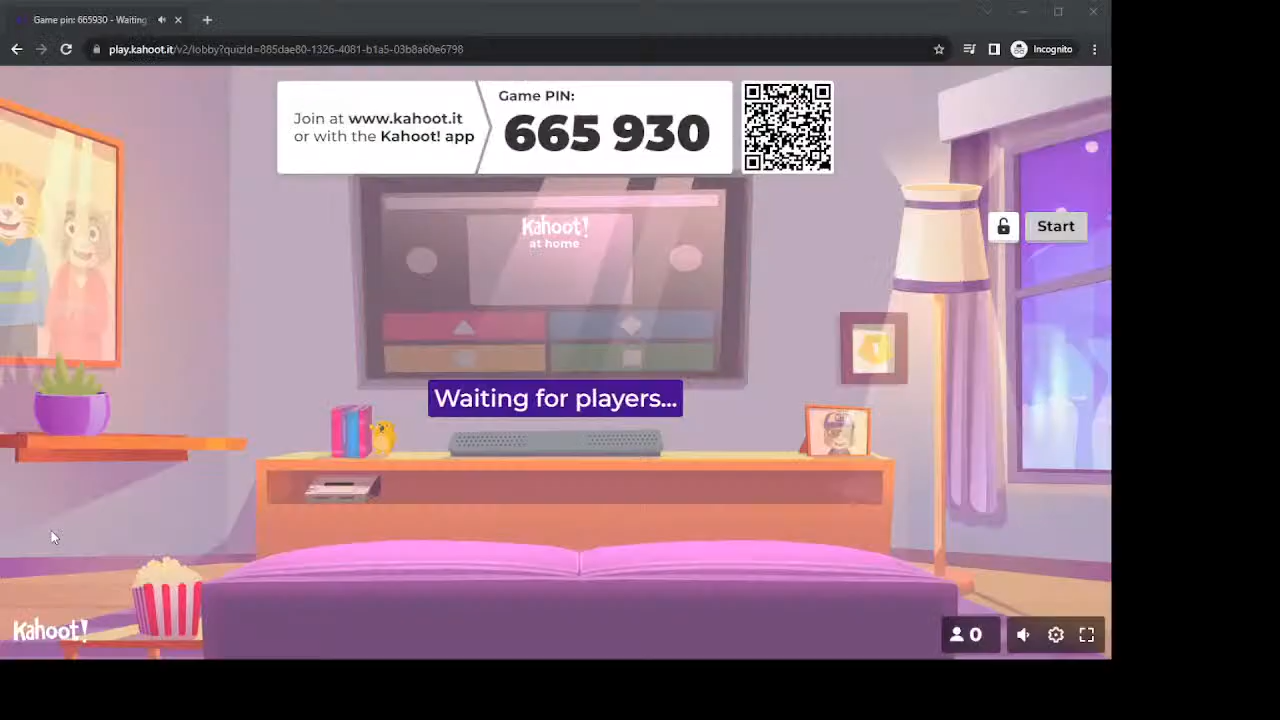 Game pin: 665930 - Waiting
play.kahoot.it/v2/lobby?quizId=885dae80-1326-4081-b1a5-03b8a60e6798
Incognito
Join at www.kahoot.it
or with the Kahoot! app
Game PIN:
665 930
Kahoot!
at home
Start
Waiting for players...
Kahoot!
0